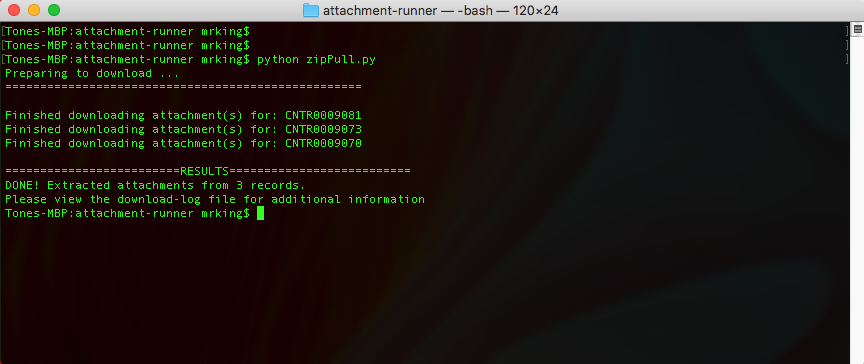 attachment-runner — -bash — 120×24
[Tones-MBP:attachment-runner mrking$ ]
[Tones-MBP:attachment-runner mrking$ ]
[Tones-MBP:attachment-runner mrking$ python zipPull.py ]
Preparing to download ...
===================================================

Finished downloading attachment(s) for: CNTR0009081
Finished downloading attachment(s) for: CNTR0009073
Finished downloading attachment(s) for: CNTR0009070

=========================RESULTS==========================
DONE! Extracted attachments from 3 records.
Please view the download-log file for additional information
Tones-MBP:attachment-runner mrking$